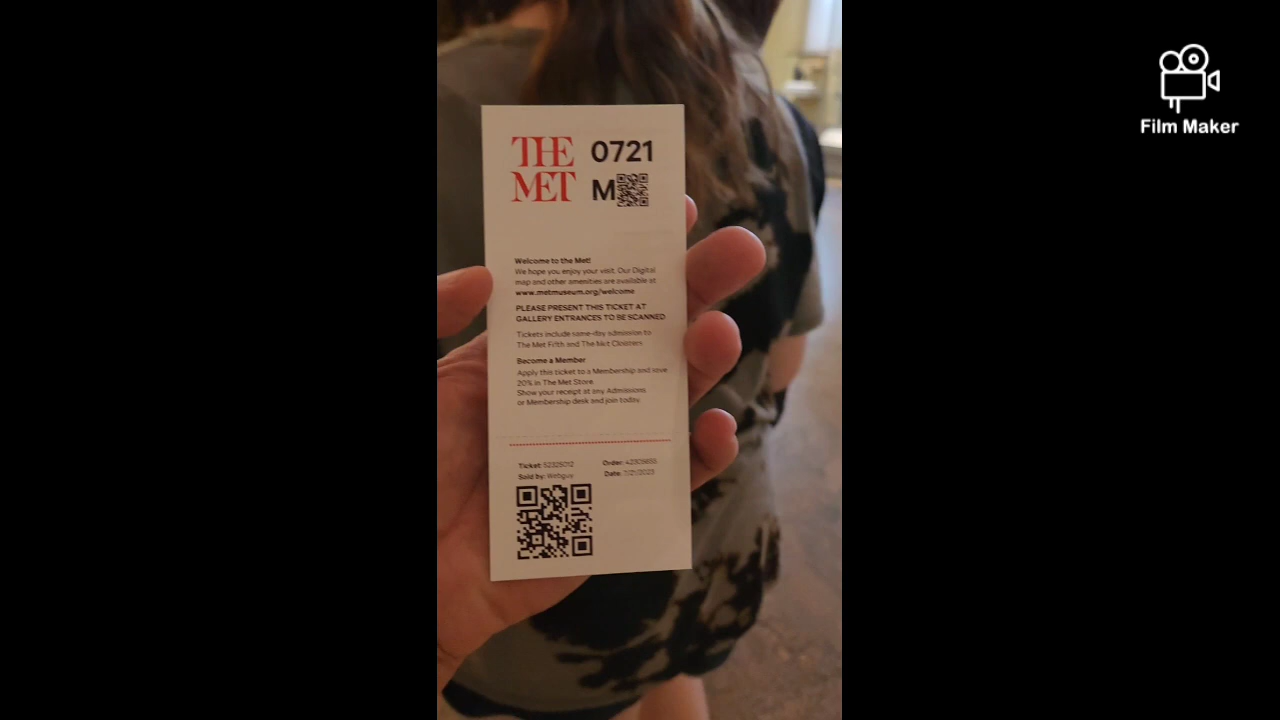 THE
MET
0721
M
Welcome to the Met!
We hope you enjoy your visit. Our Digital
map and other amenities are available at
www.metmuseum.org/welcome
PLEASE PRESENT THIS TICKET AT
GALLERY ENTRANCES TO BE SCANNED
Tickets include same-day admission to
The Met Fifth and The Met Cloisters
Become a Member
Apply this ticket to a Membership and save
20% in The Met Store.
Show your receipt at any Admissions
or Membership desk and join today.
Ticket: Order:
Sold by: Webguy Date: 7/21/2023
Film Maker